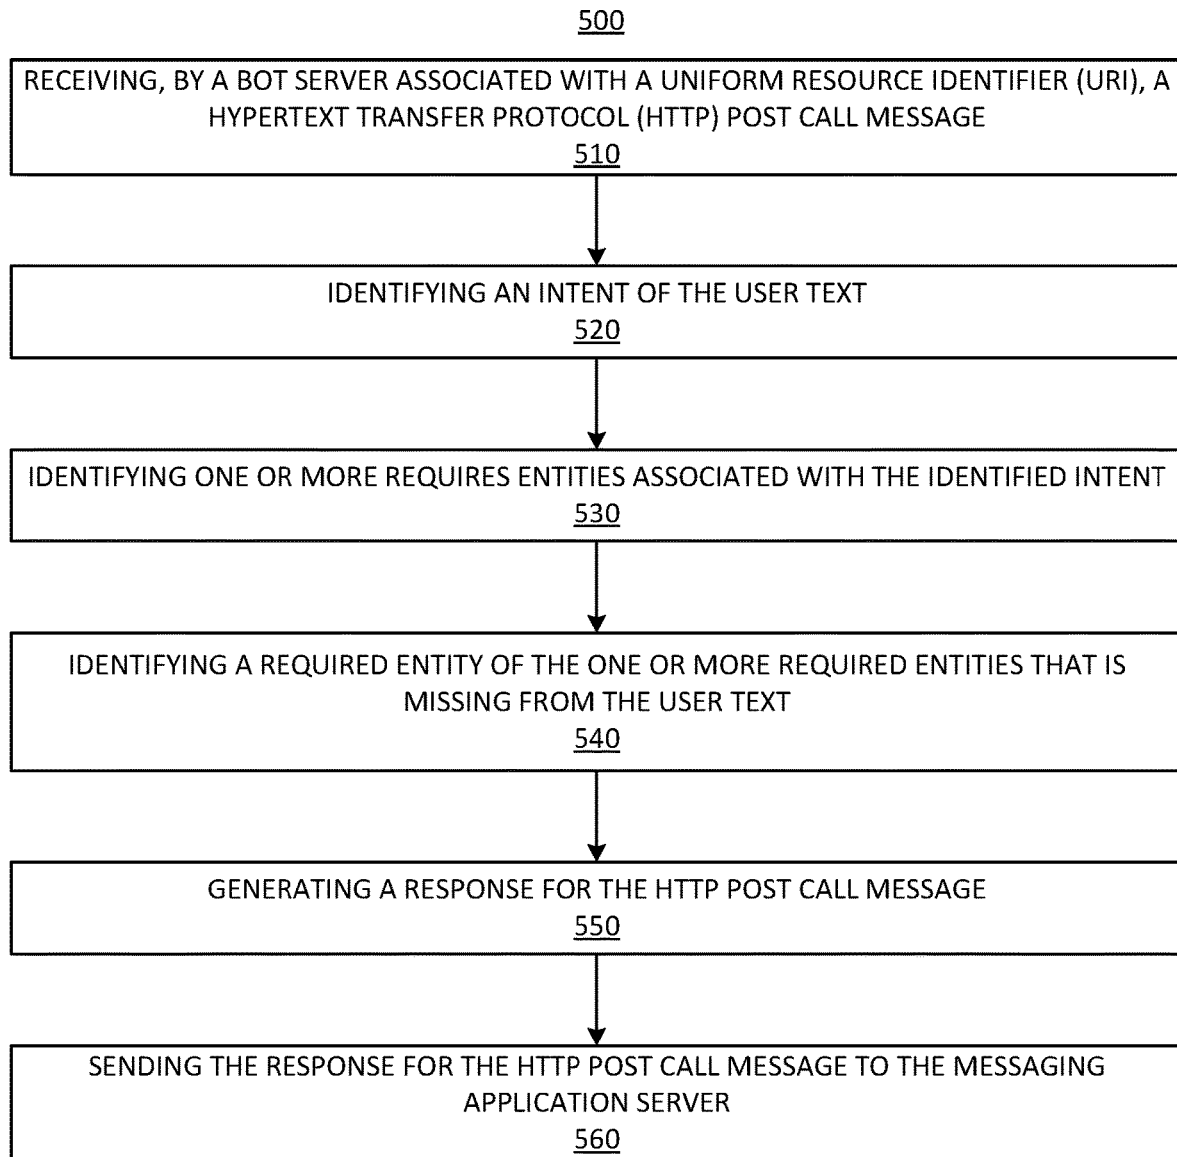 500
RECEIVING, BY A BOT SERVER ASSOCIATED WITH A UNIFORM RESOURCE IDENTIFIER (URI), A
HYPERTEXT TRANSFER PROTOCOL (HTTP) POST CALL MESSAGE
510
IDENTIFYING AN INTENT OF THE USER TEXT
520
IDENTIFYING ONE OR MORE REQUIRES ENTITIES ASSOCIATED WITH THE IDENTIFIED INTENT
530
IDENTIFYING A REQUIRED ENTITY OF THE ONE OR MORE REQUIRED ENTITIES THAT IS
MISSING FROM THE USER TEXT
540
GENERATING A RESPONSE FOR THE HTTP POST CALL MESSAGE
550
SENDING THE RESPONSE FOR THE HTTP POST CALL MESSAGE TO THE MESSAGING
APPLICATION SERVER
560